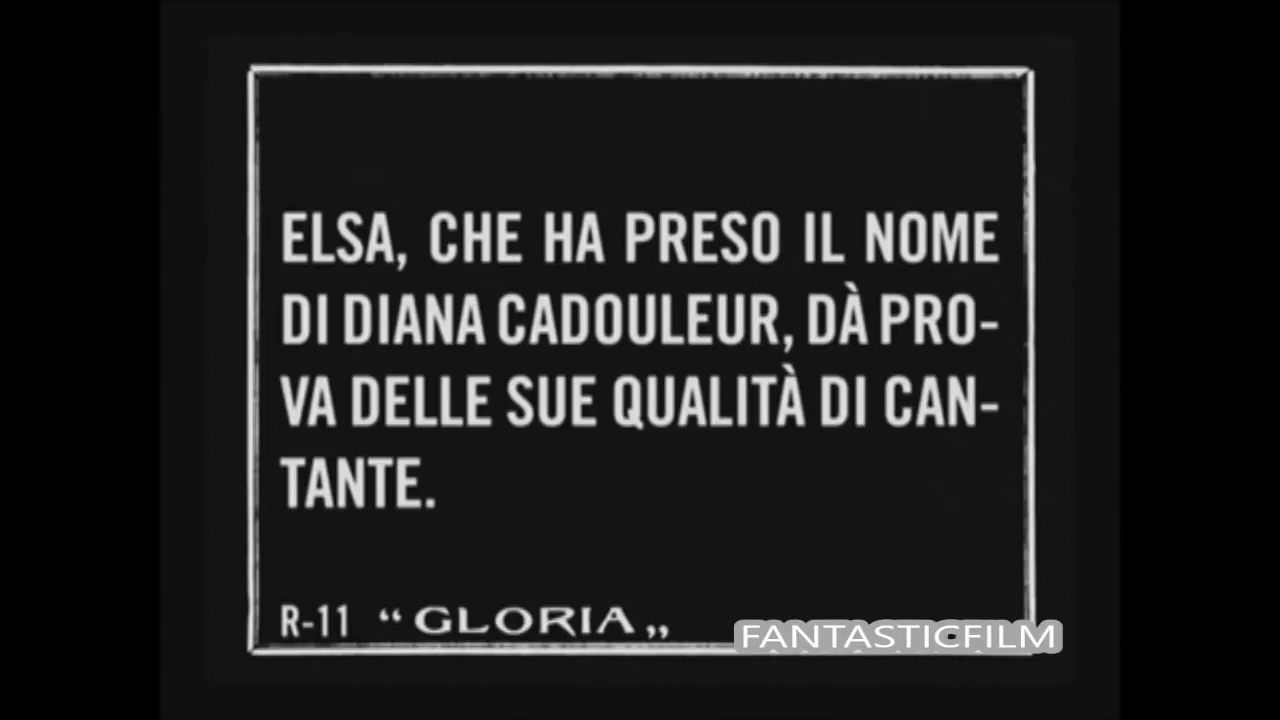 ELSA, CHE HA PRESO IL NOME
DI DIANA CADOULEUR, DÀ PRO-
VA DELLE SUE QUALITÀ DI CAN-
TANTE.
R-11 “GLORIA„
FANTASTICFILM